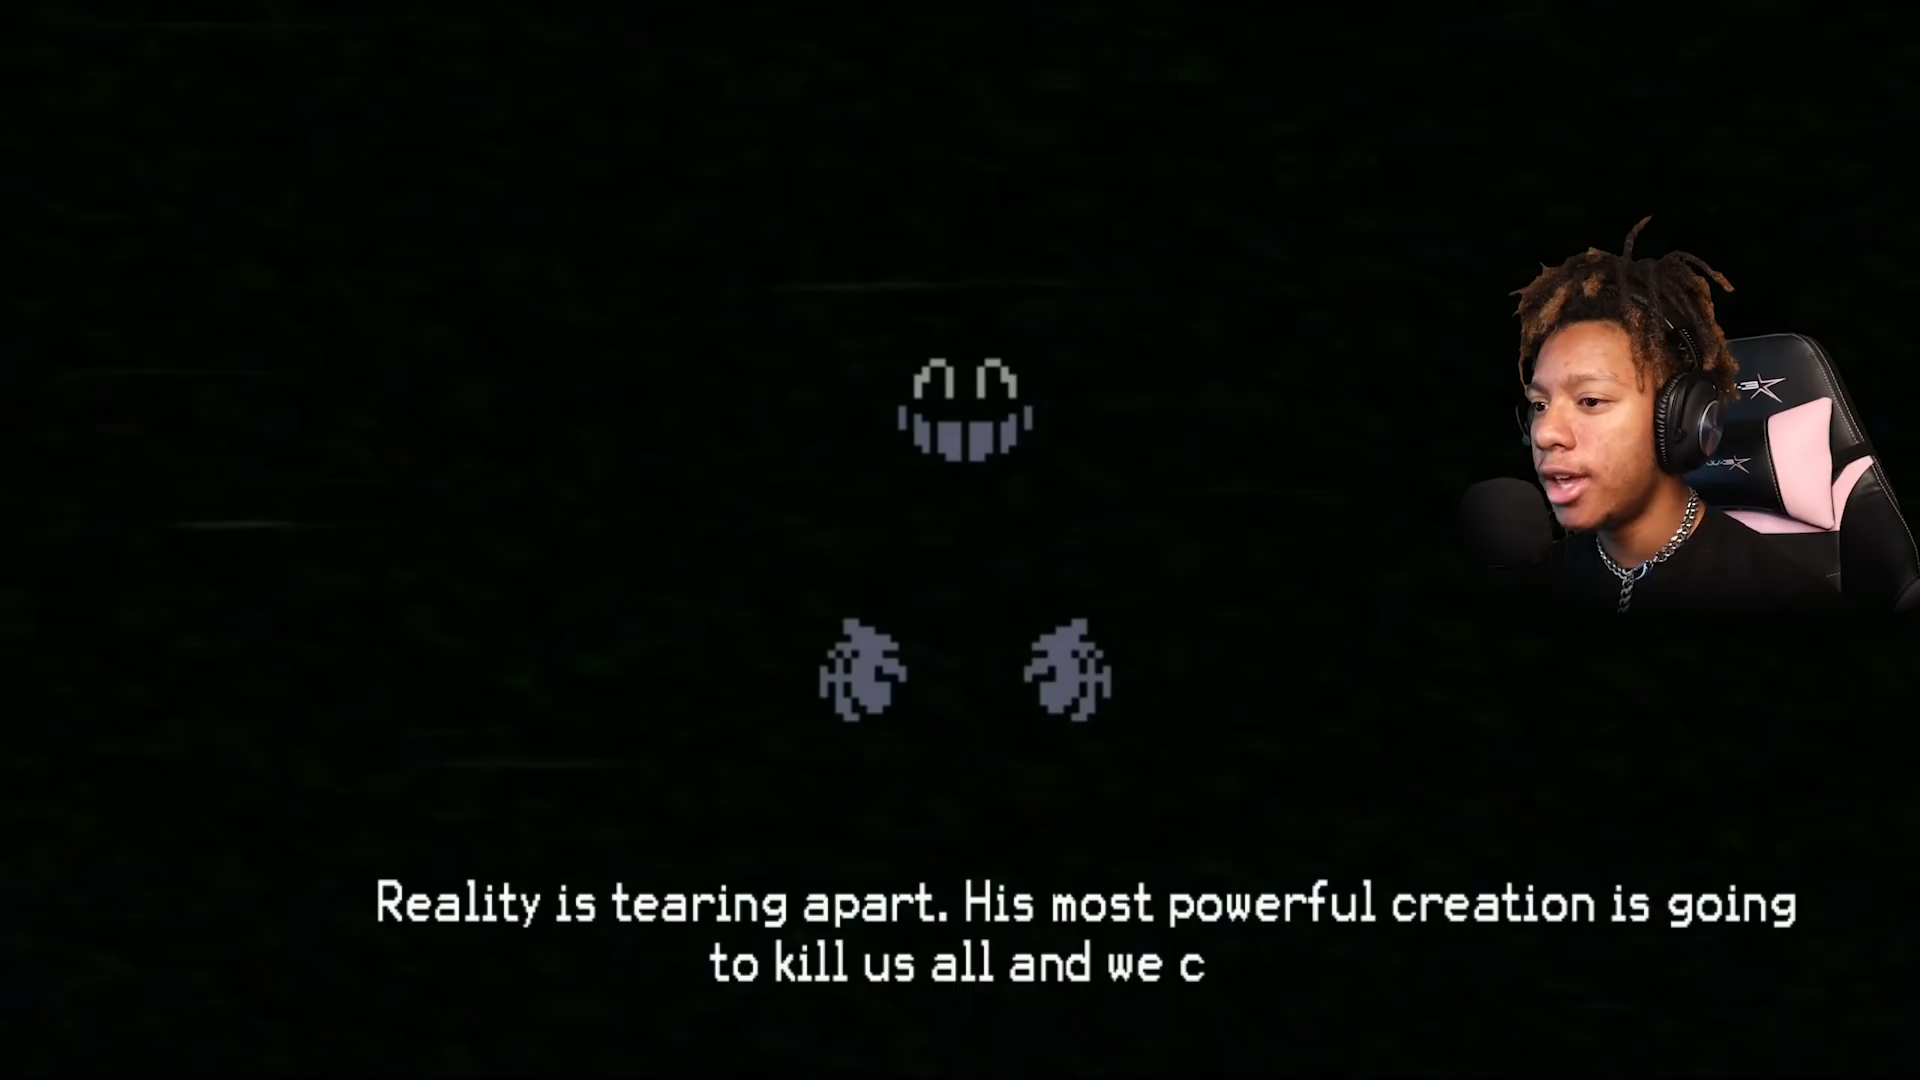 Reality is tearing apart. His most powerful creation is going
to kill us all and we c